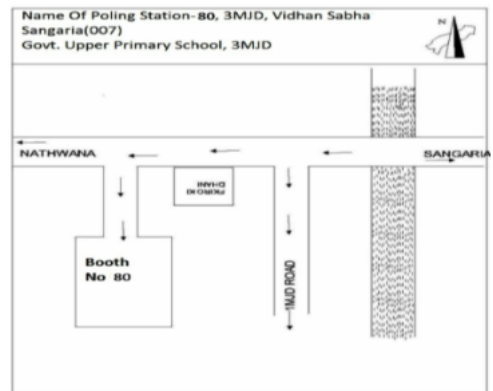 Name Of Poling Station-80, 3MJD, Vidhan Sabha
Sangaria(007)
Govt. Upper Primary School, 3MJD
N
NATHWANA
SANGARIA
DHANI
Booth
No 80
1MJD ROAD